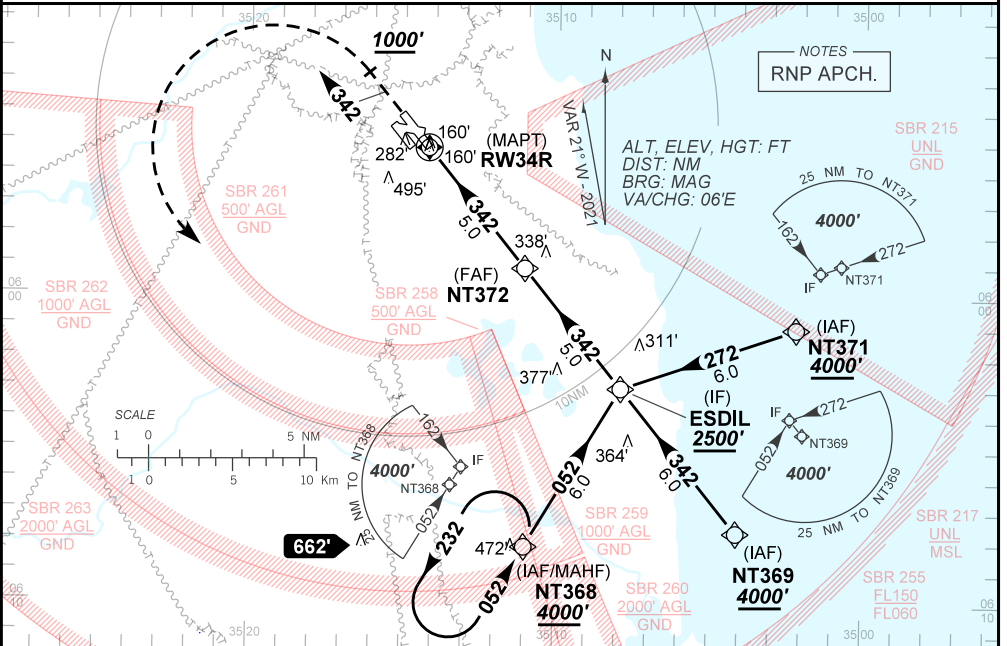 35'20
35'10
35'00
1000'
N
NOTES
RNP APCH.
342
VAR 21° W - 2021
160'
282'
160'
(MAPT)
RW34R
495'
ALT, ELEV, HGT: FT
DIST: NM
BRG: MAG
VA/CHG: 06'E
SBR 215
UNL
GND
25 NM TO NT371
4000'
162
272
IF
NT371
SBR 261
500' AGL
GND
342
5.0
338'
(FAF)
NT372
SBR 262
1000' AGL
GND
06
00
06
00
SBR 258
500' AGL
GND
342
5.0
311'
377'
10NM
272
6.0
(IAF)
NT371
4000'
(IF)
ESDIL
2500'
SCALE
1 0 5 NM
1 0 5 10 Km
25 NM TO NT368
162
4000'
IF
NT368
052
364'
052
6.0
342
6.0
25 NM TO NT369
IF
272
NT369
052
4000'
SBR 263
2000' AGL
GND
662'
232
472'
052
(IAF/MAHF)
NT368
4000'
SBR 259
1000' AGL
GND
SBR 260
2000' AGL
GND
(IAF)
NT369
4000'
SBR 217
UNL
MSL
SBR 255
FL150
FL060
06
10
06
10
35'20
35'10
35'00